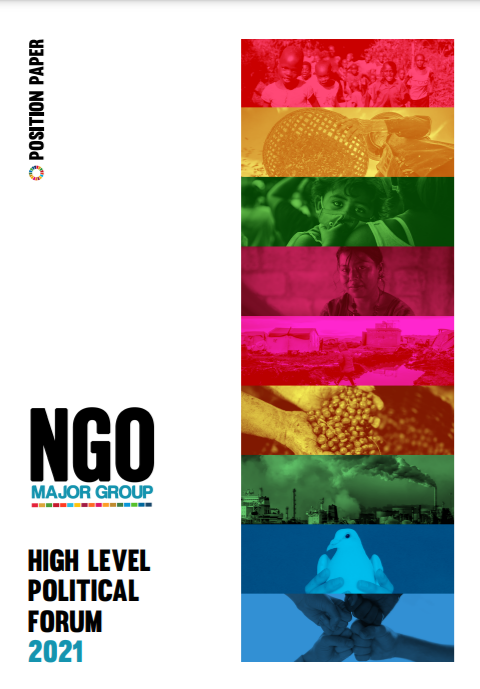 POSITION PAPER
NGO
MAJOR GROUP
HIGH LEVEL
POLITICAL
FORUM
2021